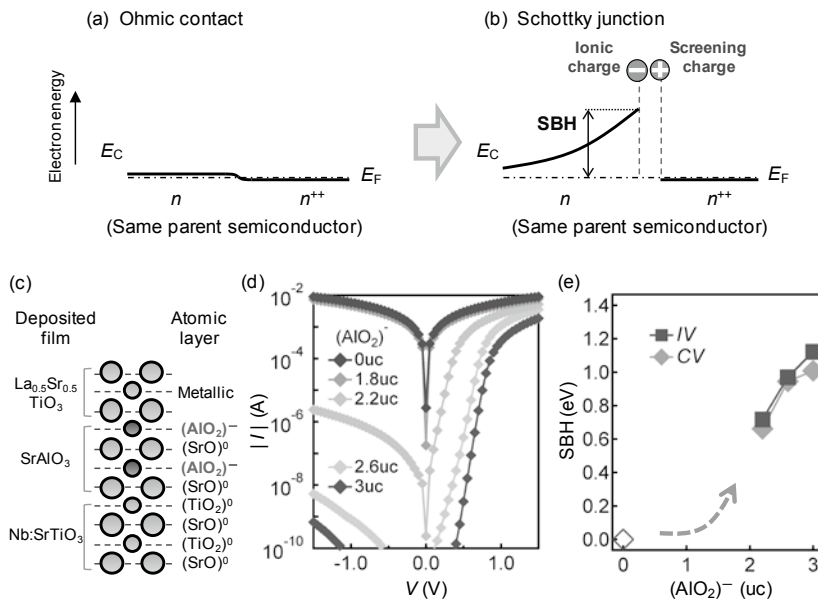 (a) Ohmic contact
(b) Schottky junction
Ionic charge
Screening charge
Electron energy
E_C
E_F
n
n++
(Same parent semiconductor)
SBH
E_C
E_F
n
n++
(Same parent semiconductor)
(c)
Deposited film
Atomic layer
La0.5Sr0.5
TiO3
Metallic
(AlO2)−
SrAlO3
(SrO)0
(AlO2)−
(SrO)0
(TiO2)0
Nb:SrTiO3
(SrO)0
(TiO2)0
(SrO)0
(d)
10^-2
10^-4
10^-6
10^-8
10^-10
| I | (A)
(AlO2)-
0uc
1.8uc
2.2uc
2.6uc
3uc
-1.0
0.0
1.0
V (V)
(e)
1.2
1.0
0.8
0.6
0.4
0.2
0.0
SBH (eV)
IV
CV
0
1
2
3
(AlO2)− (uc)